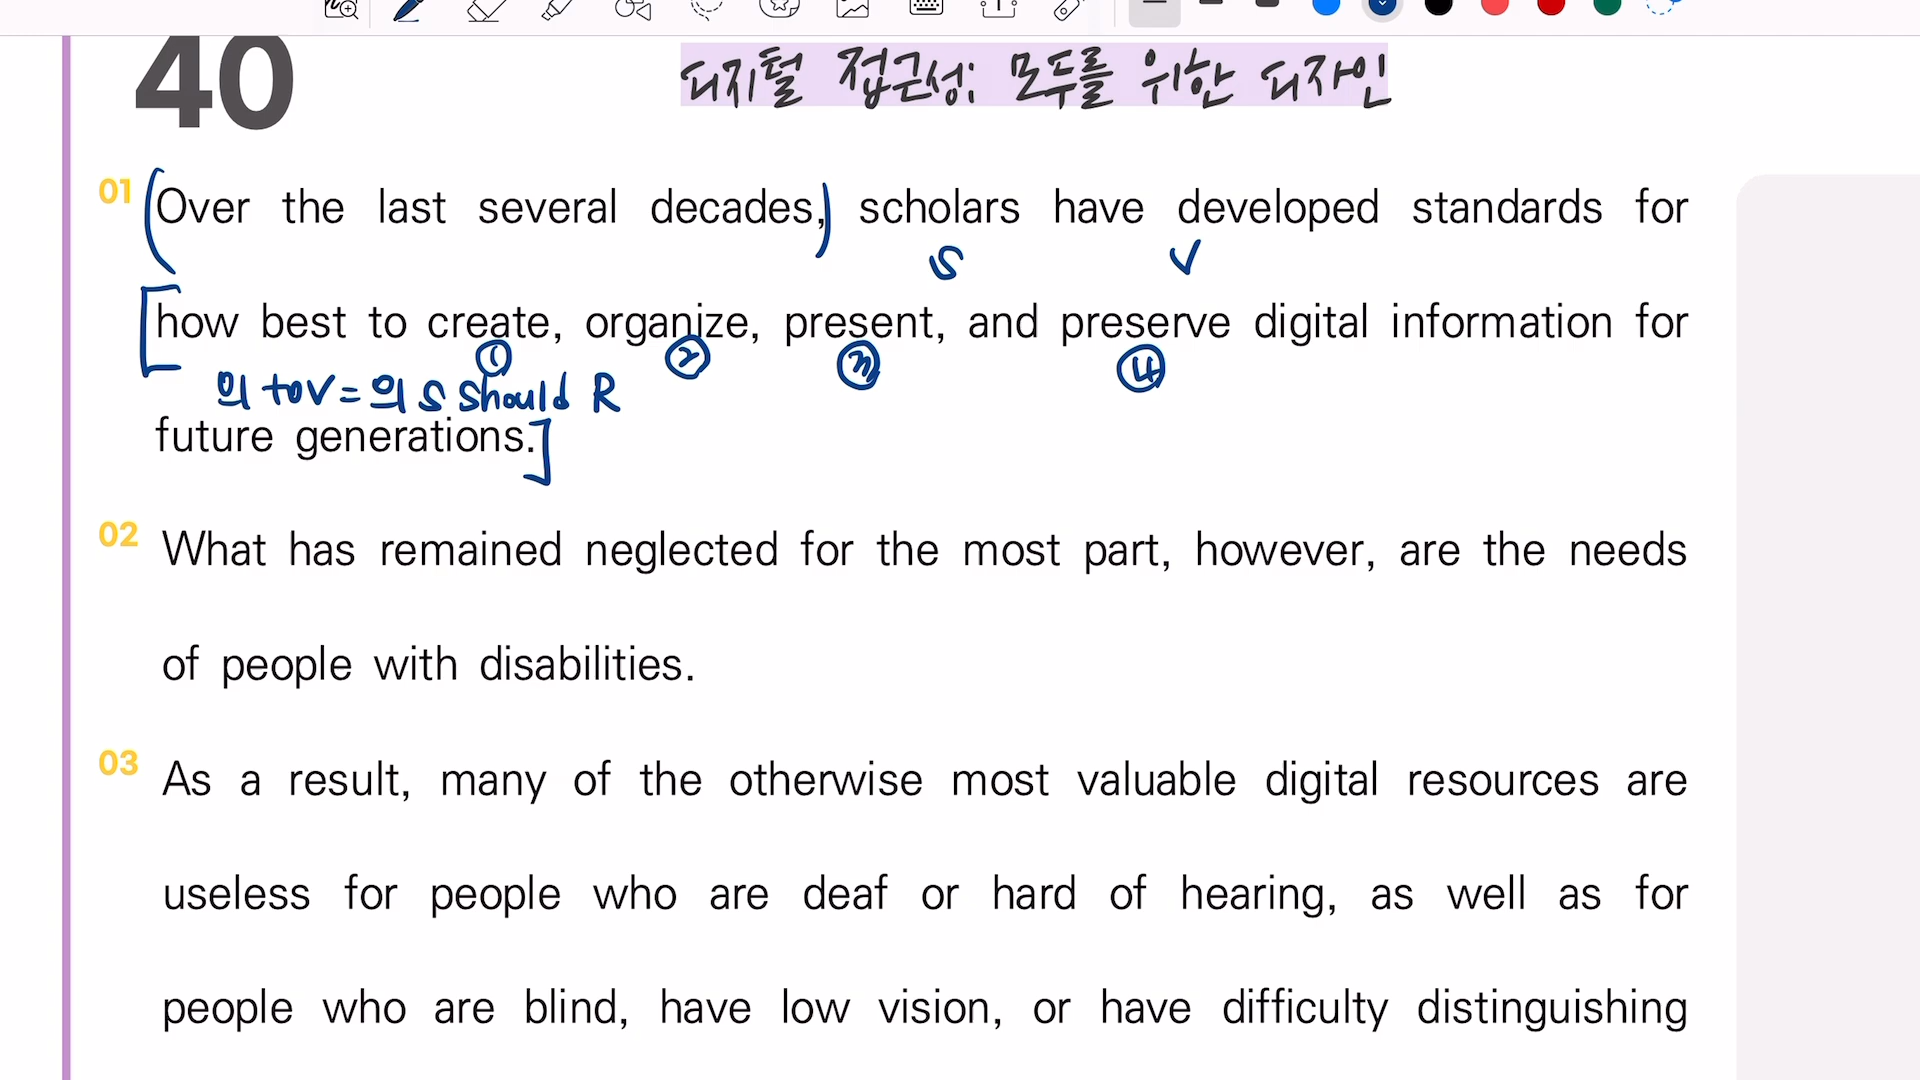 40
디지털 접근성: 모두를 위한 디자인
01 (Over the last several decades,) scholars have developed standards for
S V
[how best to create, organize, present, and preserve digital information for
① ② ③ ④
의 to V = 의 S should R
future generations.]
02 What has remained neglected for the most part, however, are the needs
of people with disabilities.
03 As a result, many of the otherwise most valuable digital resources are
useless for people who are deaf or hard of hearing, as well as for
people who are blind, have low vision, or have difficulty distinguishing